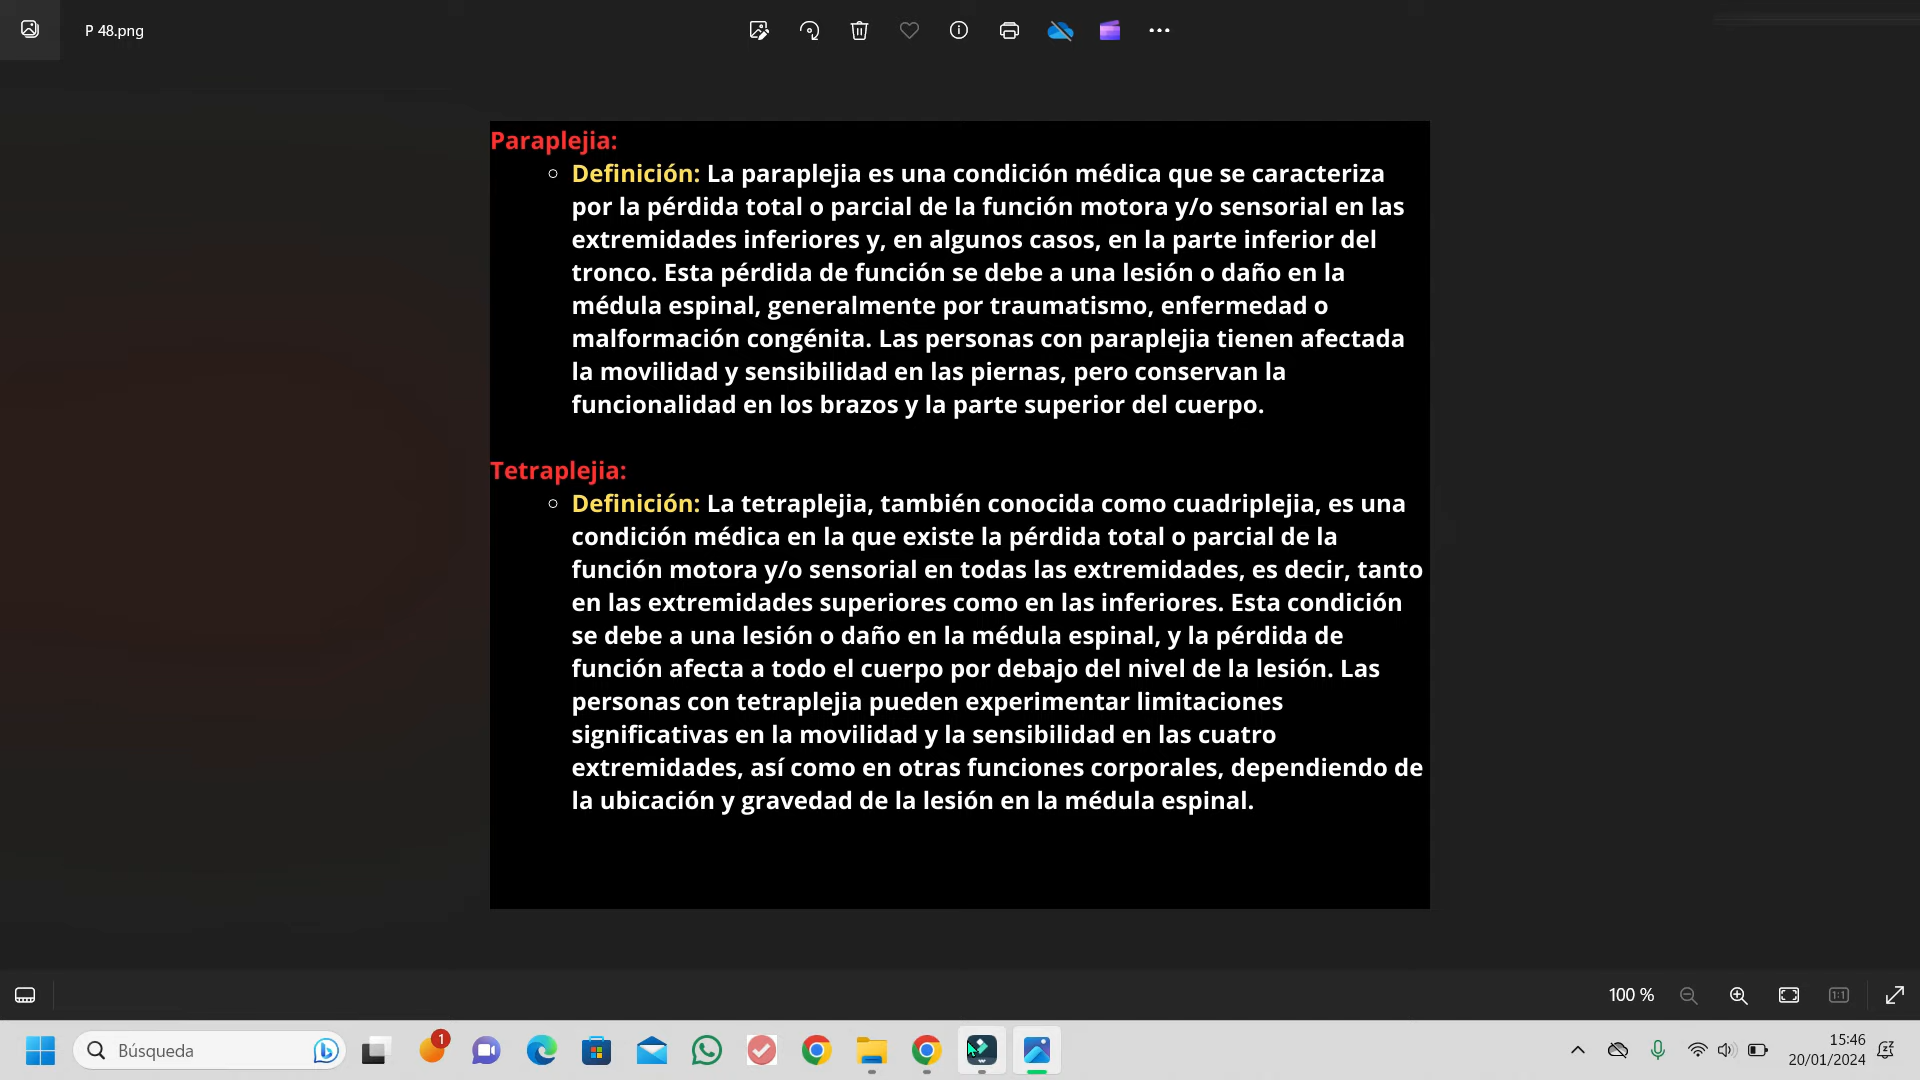 P 48.png
Paraplejia:
Definición: La paraplejia es una condición médica que se caracteriza
por la pérdida total o parcial de la función motora y/o sensorial en las
extremidades inferiores y, en algunos casos, en la parte inferior del
tronco. Esta pérdida de función se debe a una lesión o daño en la
médula espinal, generalmente por traumatismo, enfermedad o
malformación congénita. Las personas con paraplejia tienen afectada
la movilidad y sensibilidad en las piernas, pero conservan la
funcionalidad en los brazos y la parte superior del cuerpo.
Tetraplejia:
Definición: La tetraplejia, también conocida como cuadriplejia, es una
condición médica en la que existe la pérdida total o parcial de la
función motora y/o sensorial en todas las extremidades, es decir, tanto
en las extremidades superiores como en las inferiores. Esta condición
se debe a una lesión o daño en la médula espinal, y la pérdida de
función afecta a todo el cuerpo por debajo del nivel de la lesión. Las
personas con tetraplejia pueden experimentar limitaciones
significativas en la movilidad y la sensibilidad en las cuatro
extremidades, así como en otras funciones corporales, dependiendo de
la ubicación y gravedad de la lesión en la médula espinal.
100 %
1:1
Búsqueda
1
15:46
20/01/2024